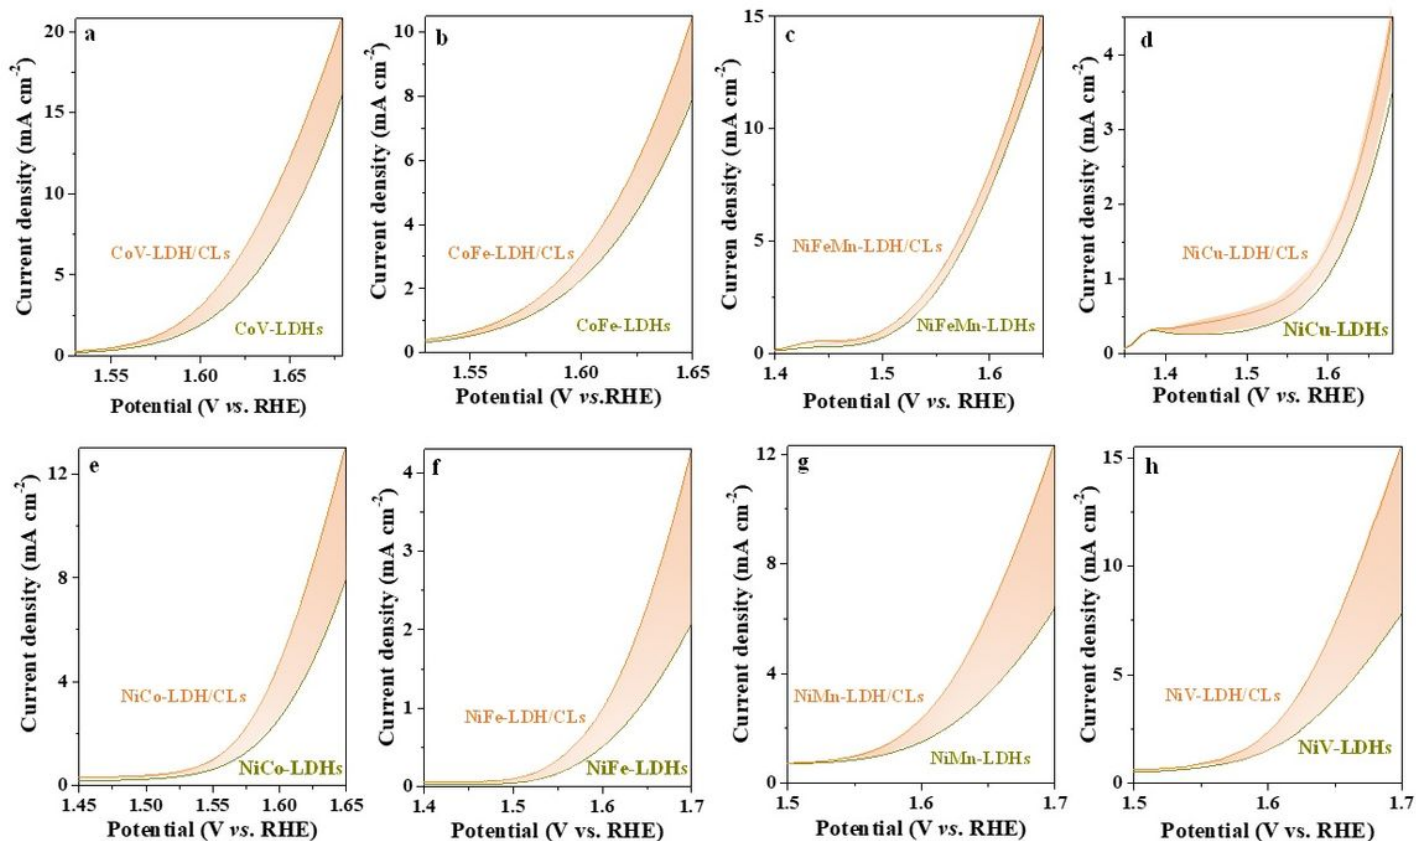 a
Current density (mA cm-2)
20
15
10
5
0
CoV-LDH/CLs
CoV-LDHs
1.55
1.60
1.65
Potential (V vs. RHE)
b
Current density (mA cm-2)
10
8
6
4
2
0
CoFe-LDH/CLs
CoFe-LDHs
1.55
1.60
1.65
Potential (V vs.RHE)
c
Curren density (mA cm-2)
15
10
5
0
NiFeMn-LDH/CLs
NiFeMn-LDHs
1.4
1.5
1.6
Potential (V vs. RHE)
d
Current density (mA cm-2)
4
3
2
1
0
NiCu-LDH/CLs
NiCu-LDHs
1.4
1.5
1.6
Potential (V vs. RHE)
e
Current density (mA cm-2)
12
8
4
0
NiCo-LDH/CLs
NiCo-LDHs
1.45
1.50
1.55
1.60
1.65
Potential (V vs. RHE)
f
Current density (mA cm-2)
4
3
2
1
0
NiFe-LDH/CLs
NiFe-LDHs
1.4
1.5
1.6
1.7
Potential (V vs. RHE)
g
Current density (mA cm-2)
12
8
4
0
NiMn-LDH/CLs
NiMn-LDHs
1.5
1.6
1.7
Potential (V vs. RHE)
h
Current density (mA cm-2)
15
10
5
0
NiV-LDH/CLs
NiV-LDHs
1.5
1.6
1.7
Potential (V vs. RHE)